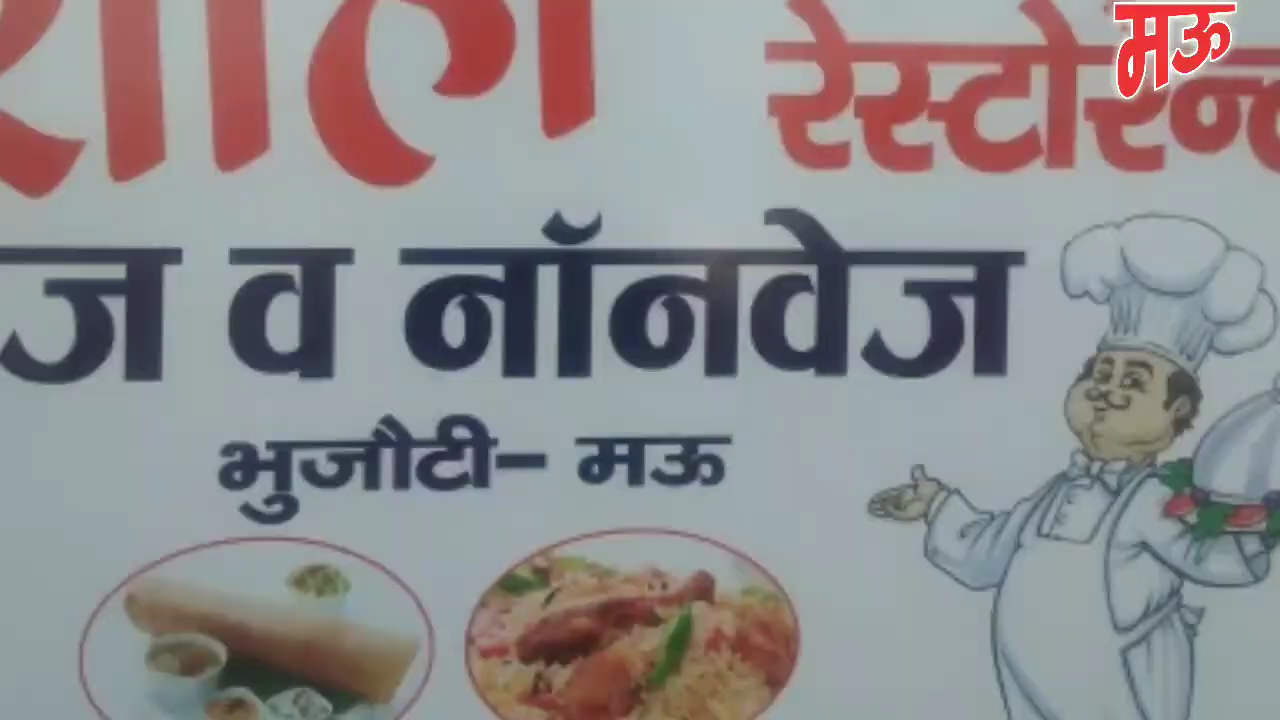 रेस्टोरेन्ट
मऊ
ज व नॉनवेज
भुजौटी- मऊ